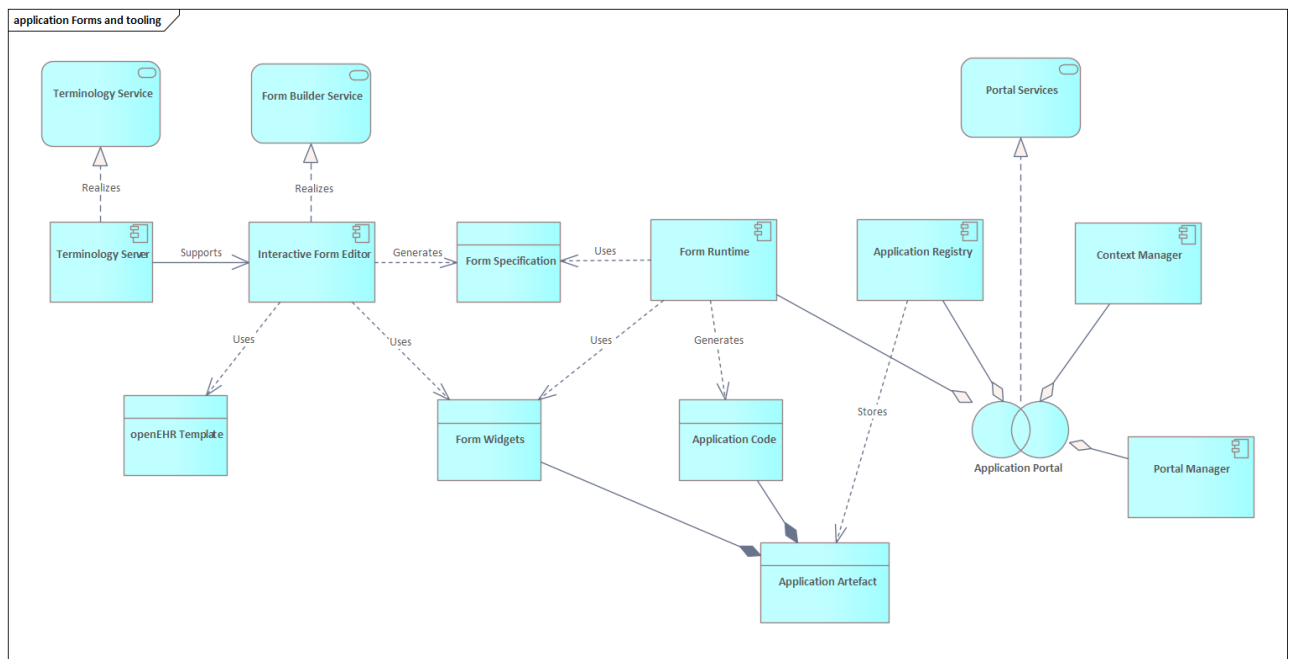 application Forms and tooling
Terminology Service
Form Builder Service
Portal Services
Realizes
Realizes
Terminology Server
Supports
Interactive Form Editor
Generates
Form Specification
Uses
Form Runtime
Application Registry
Context Manager
Uses
Uses
Uses
Generates
Stores
openEHR Template
Form Widgets
Application Code
Application Portal
Portal Manager
Application Artefact